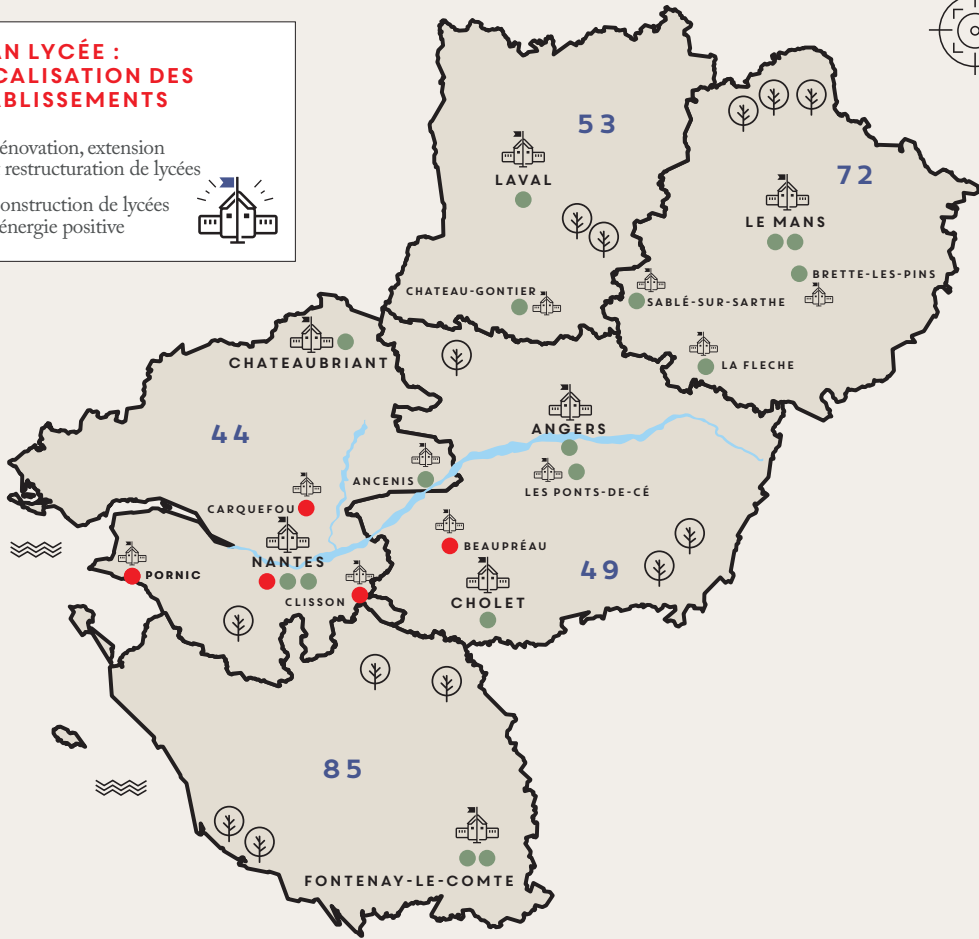 AN LYCÉE :
CALISATION DES
ABLISSEMENTS
énovation, extension
restructuration de lycées
onstruction de lycées
énergie positive
53
LAVAL
72
LE MANS
BRETTE-LES-PINS
CHATEAU-GONTIER
SABLÉ-SUR-SARTHE
CHATEAUBRIANT
LA FLECHE
44
ANGERS
ANCENIS
LES PONTS-DE-CÉ
CARQUEFOU
BEAUPRÉAU
NANTES
PORNIC
49
CLISSON
CHOLET
85
FONTENAY-LE-COMTE